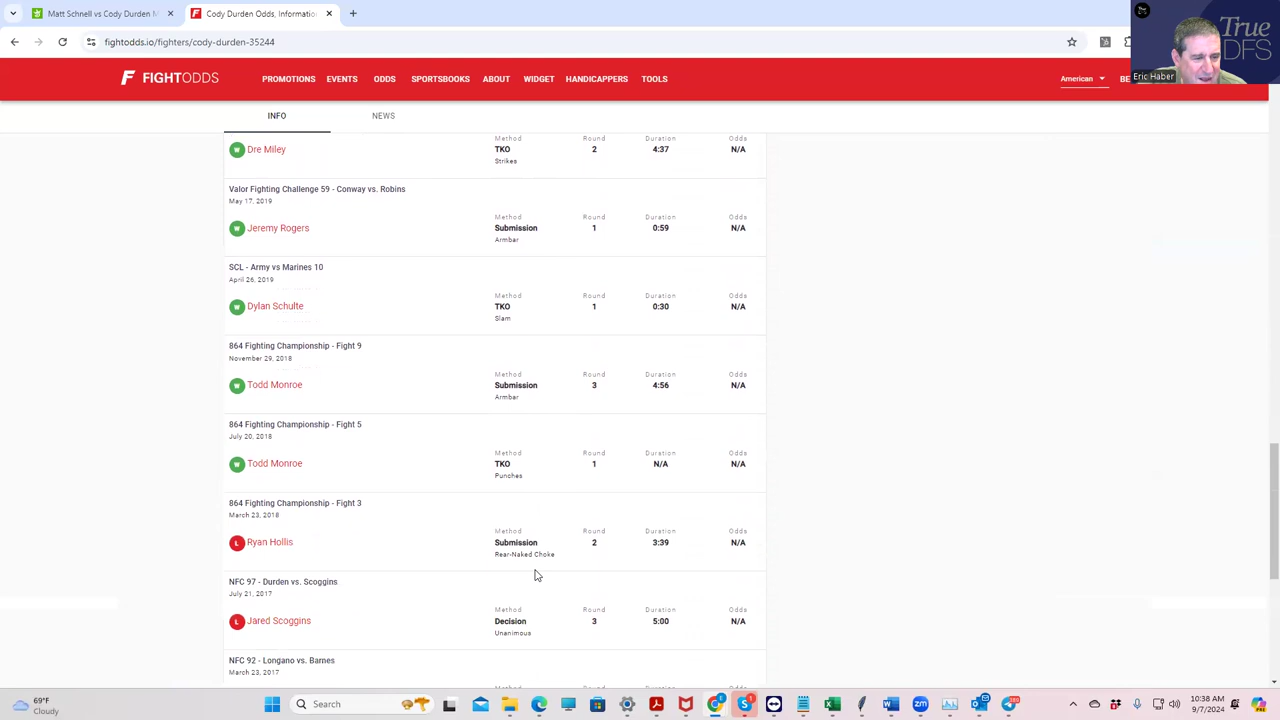 Matt Schnell vs Cody Durden M
Cody Durden Odds, Informatio
fightodds.io/fighters/cody-durden-35244
True
DFS
Eric Haber
FIGHTODDS
PROMOTIONS EVENTS ODDS SPORTSBOOKS ABOUT WIDGET HANDICAPPERS TOOLS
American
BE
INFO NEWS
Method Round Duration Odds
W Dre Miley TKO 2 4:37 N/A
Strikes
Valor Fighting Challenge 59 - Conway vs. Robins
May 17, 2019
Method Round Duration Odds
W Jeremy Rogers Submission 1 0:59 N/A
Armbar
SCL - Army vs Marines 10
April 26, 2019
Method Round Duration Odds
W Dylan Schulte TKO 1 0:30 N/A
Slam
864 Fighting Championship - Fight 9
November 29, 2018
Method Round Duration Odds
W Todd Monroe Submission 3 4:56 N/A
Armbar
864 Fighting Championship - Fight 5
July 20, 2018
Method Round Duration Odds
W Todd Monroe TKO 1 N/A N/A
Punches
864 Fighting Championship - Fight 3
March 23, 2018
Method Round Duration Odds
L Ryan Hollis Submission 2 3:39 N/A
Rear-Naked Choke
NFC 97 - Durden vs. Scoggins
July 21, 2017
Method Round Duration Odds
L Jared Scoggins Decision 3 5:00 N/A
Unanimous
NFC 92 - Longano vs. Barnes
March 23, 2017
69°F
Cloudy
Search
10:38 AM
9/7/2024